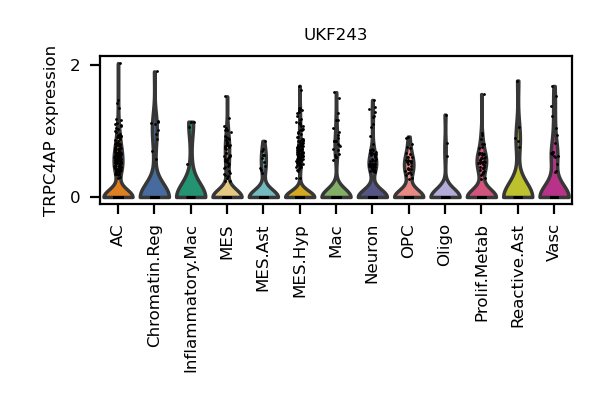 UKF243
TRPC4AP expression
2
0
AC
Chromatin.Reg
Inflammatory.Mac
MES
MES.Ast
MES.Hyp
Mac
Neuron
OPC
Oligo
Prolif.Metab
Reactive.Ast
Vasc